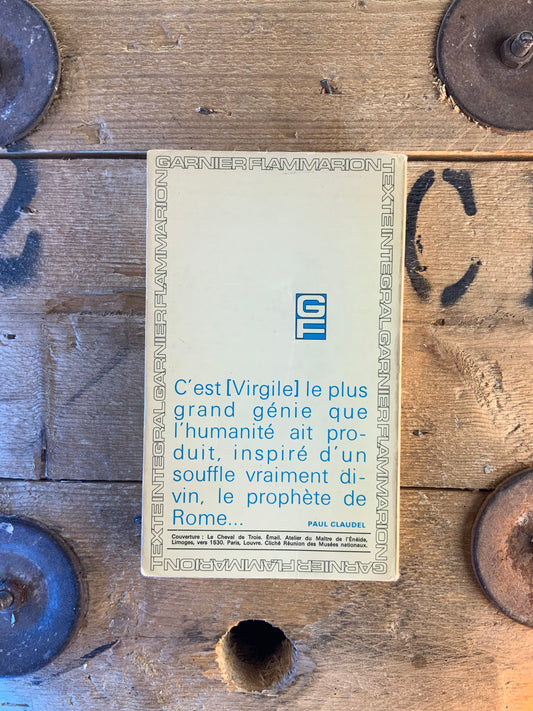 GARNIER FLAMMARION
TEXTE INTEGRAL GARNIER FLAMMARION
TEXTE INTEGRAL GARNIER FLAMMARION
GF
C'est [Virgile] le plus
grand génie que
l'humanité ait pro-
duit, inspiré d'un
souffle vraiment di-
vin, le prophète de
Rome...
PAUL CLAUDEL
Couverture : Le Cheval de Troie. Émail. Atelier du Maître de l'Énéide,
Limoges, vers 1530. Paris, Louvre. Cliché Réunion des Musées nationaux.
GARNIER FLAMMARION